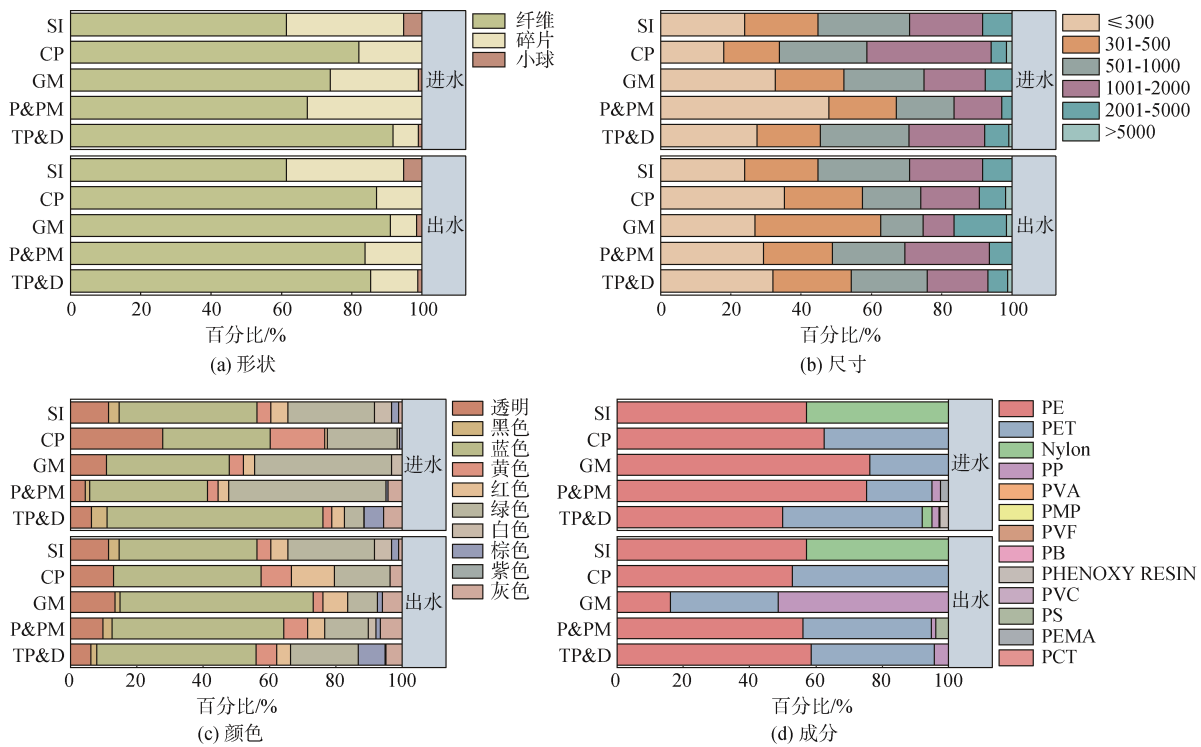 SI
CP
GM
P&PM
TP&D
进水
SI
CP
GM
P&PM
TP&D
出水
0 20 40 60 80 100
百分比/%
(a) 形状
纤维
碎片
小球
进水
出水
0 20 40 60 80 100
百分比/%
(b) 尺寸
≤300
301-500
501-1000
1001-2000
2001-5000
>5000
SI
CP
GM
P&PM
TP&D
SI
CP
GM
P&PM
TP&D
SI
CP
GM
P&PM
TP&D
进水
SI
CP
GM
P&PM
TP&D
出水
0 20 40 60 80 100
百分比/%
(c) 颜色
透明
黑色
蓝色
黄色
红色
绿色
白色
棕色
紫色
灰色
SI
CP
GM
P&PM
TP&D
进水
SI
CP
GM
P&PM
TP&D
出水
0 20 40 60 80 100
百分比/%
(d) 成分
PE
PET
Nylon
PP
PVA
PMP
PVF
PB
PHENOXY RESIN
PVC
PS
PEMA
PCT